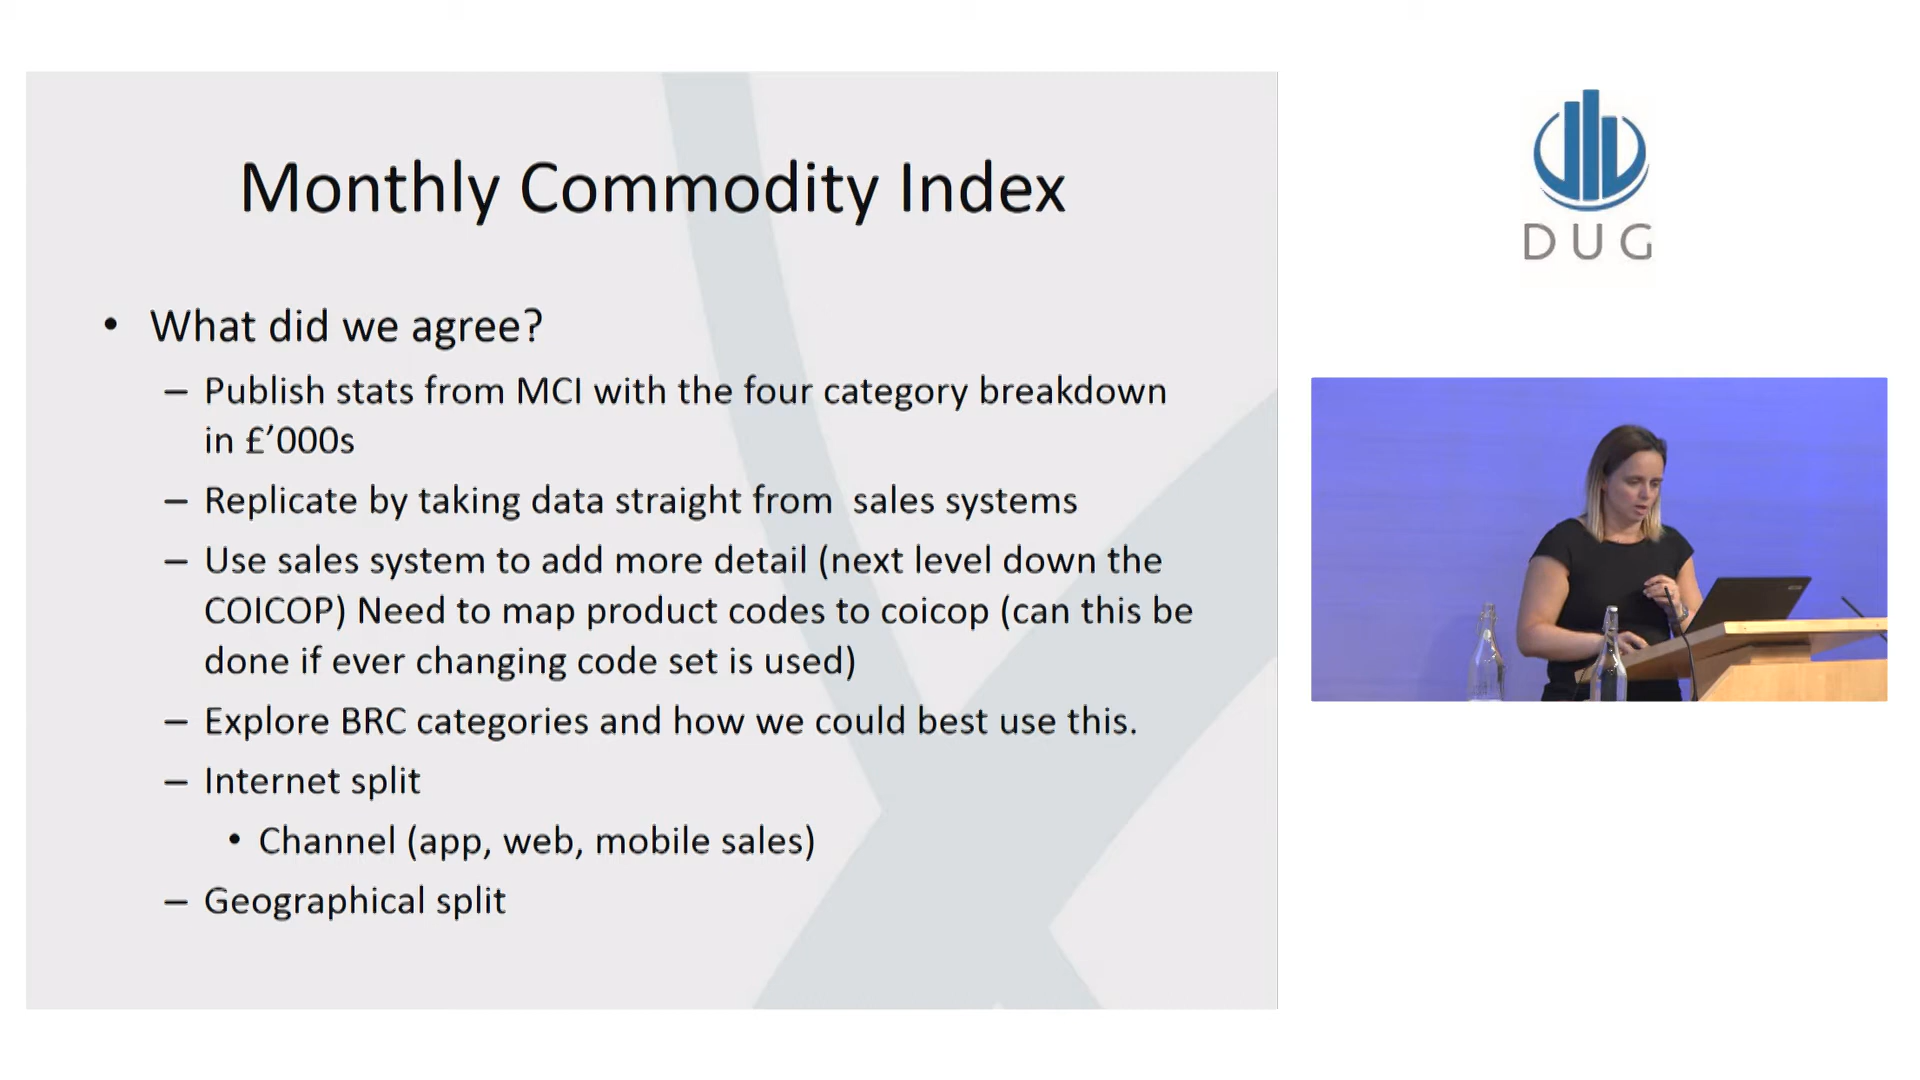 Monthly Commodity Index
• What did we agree?
– Publish stats from MCI with the four category breakdown
in £’000s
– Replicate by taking data straight from  sales systems
– Use sales system to add more detail (next level down the
COICOP) Need to map product codes to coicop (can this be
done if ever changing code set is used)
– Explore BRC categories and how we could best use this.
– Internet split
• Channel (app, web, mobile sales)
– Geographical split
DUG